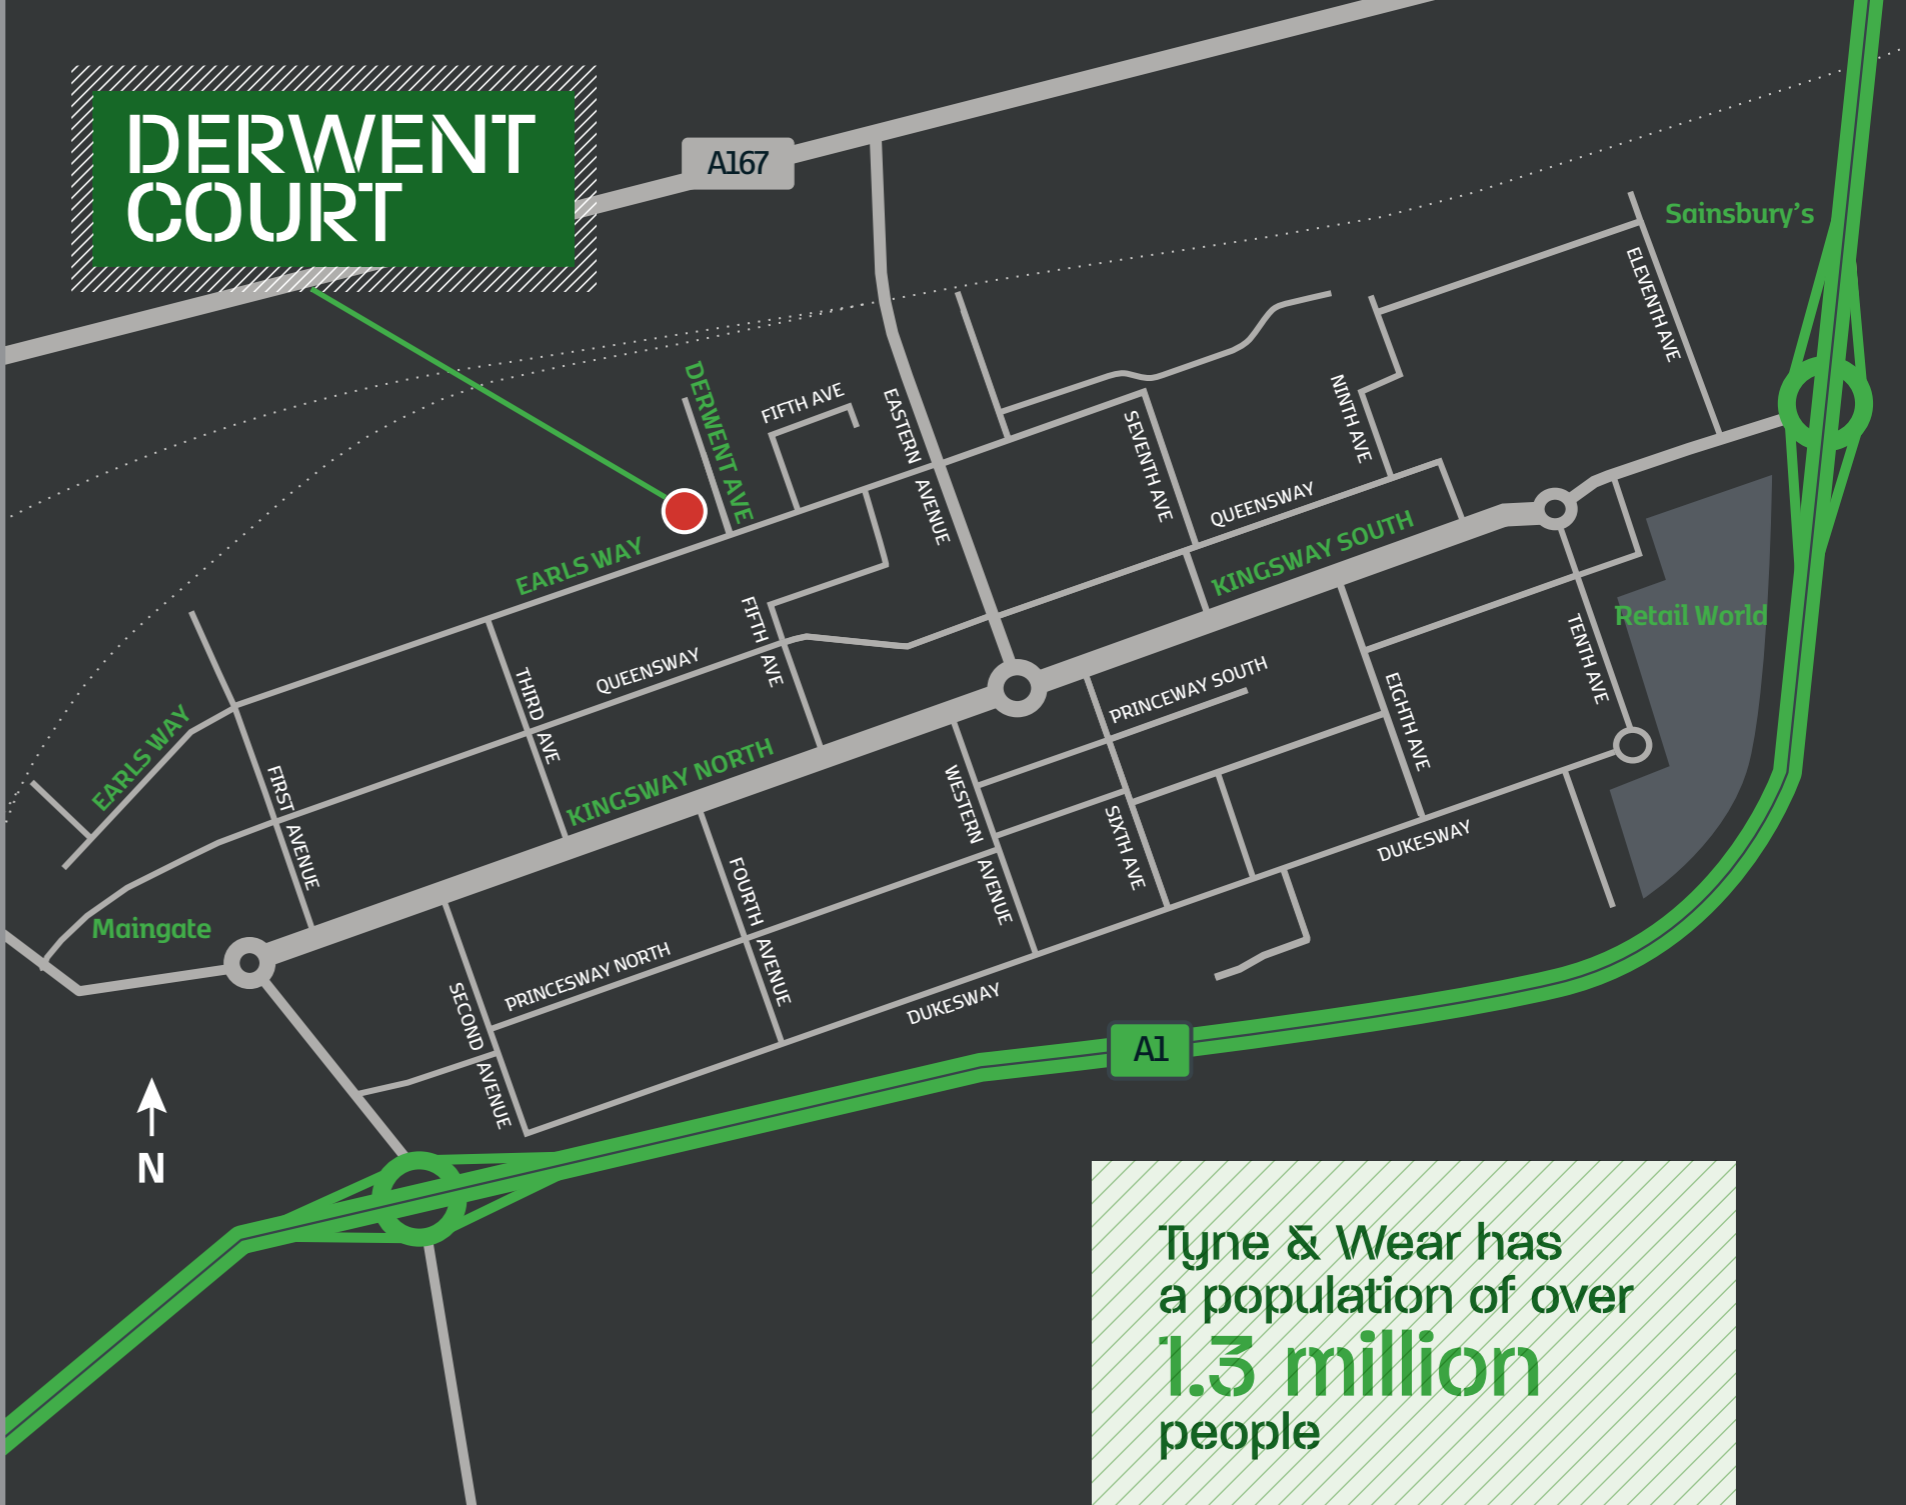 DERWENT
COURT
A167
Sainsbury's
ELEVENTH AVE
DERWENT AVE
FIFTH AVE
EASTERN AVENUE
SEVENTH AVE
NINTH AVE
QUEENSWAY
KINGSWAY SOUTH
EARLS WAY
FIFTH AVE
Retail World
TENTH AVE
THIRD AVE
QUEENSWAY
PRINCEWAY SOUTH
EIGHTH AVE
EARLS WAY
FIRST AVENUE
KINGSWAY NORTH
WESTERN AVENUE
SIXTH AVE
DUKESWAY
FOURTH AVENUE
Maingate
PRINCESWAY NORTH
SECOND AVENUE
DUKESWAY
A1
N
Tyne & Wear has
a population of over
1.3 million
people